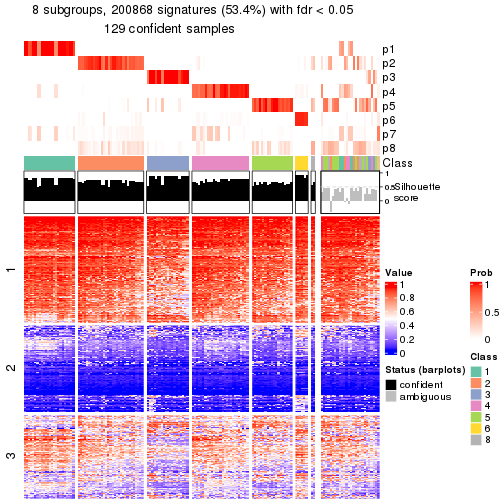 8 subgroups, 200868 signatures (53.4%) with fdr < 0.05
129 confident samples
p1
p2
p3
p4
p5
p6
p7
p8
Class
1
0.5
0
Silhouette
score
1
2
3
Value
1
0.8
0.6
0.4
0.2
0
Status (barplots)
confident
ambiguous
Prob
1
0.5
0
Class
1
2
3
4
5
6
8